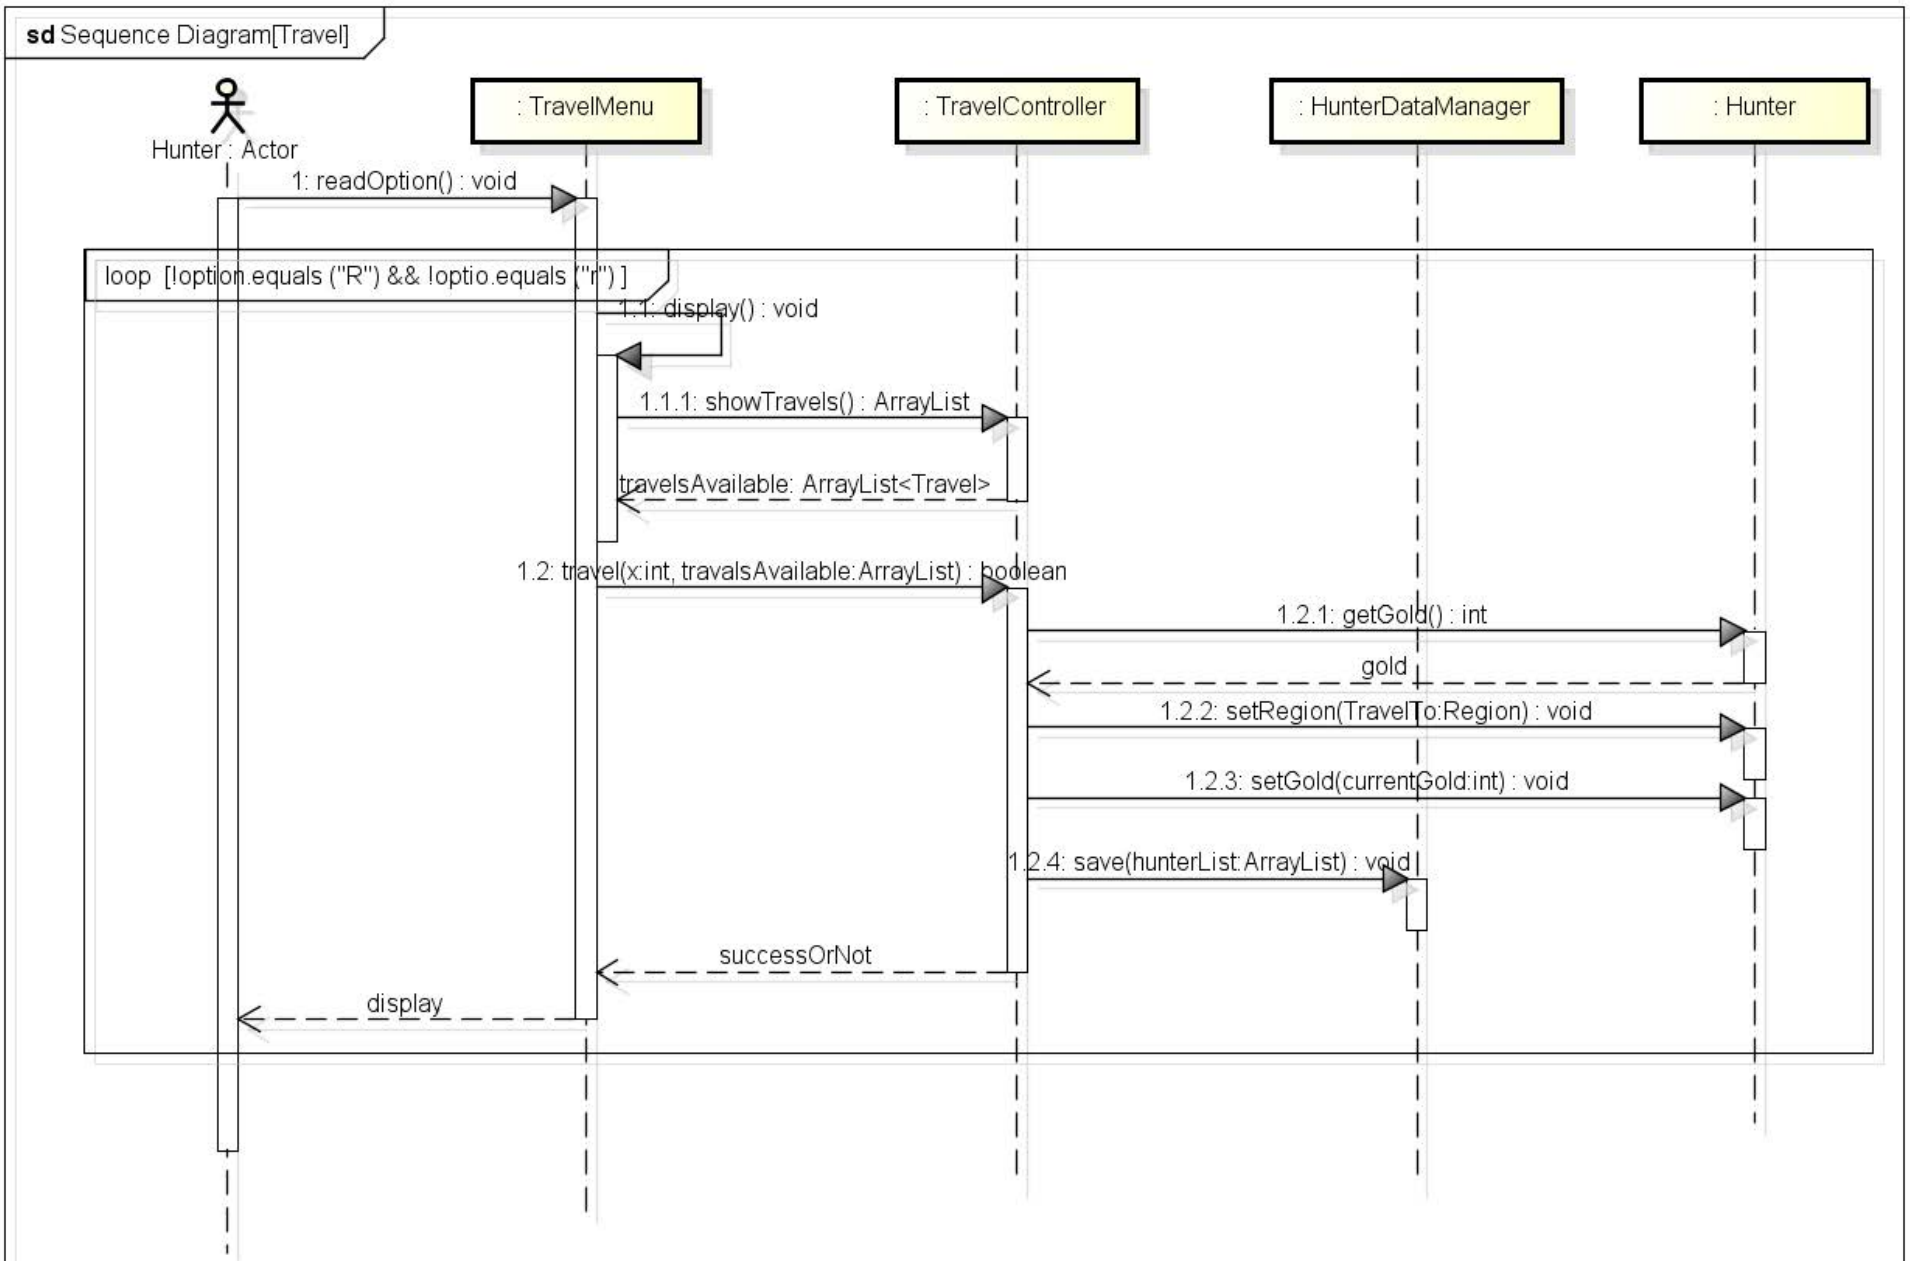 sd Sequence Diagram[Travel]
: TravelMenu
: TravelController
: HunterDataManager
: Hunter
Hunter : Actor
1: readOption() : void
loop [!option.equals ("R") && !optio.equals ("r") ]
1.1: display() : void
1.1.1: showTravels() : ArrayList
travelsAvailable: ArrayList<Travel>
1.2: travel(x:int, travalsAvailable:ArrayList) : boolean
1.2.1: getGold() : int
gold
1.2.2: setRegion(TravelTo:Region) : void
1.2.3: setGold(currentGold:int) : void
1.2.4: save(hunterList:ArrayList) : void
successOrNot
display